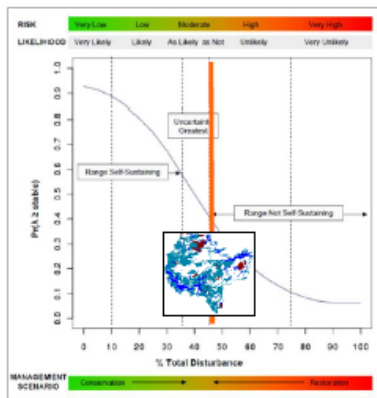 RISK Very Low Low Moderate High Very High
LIKELIHOOD Very Likely Likely As Likely as Not Unlikely Very Unlikely
Pr(λ ≥ stable)
1.0
0.9
0.8
0.7
0.6
0.5
0.4
0.3
0.2
0.1
0.0
Greatest
Range Self-Sustaining
Range Not Self-Sustaining
0 10 20 30 40 50 60 70 80 90 100
% Total Disturbance
MANAGEMENT
SCENARIO
Conservation Restoration